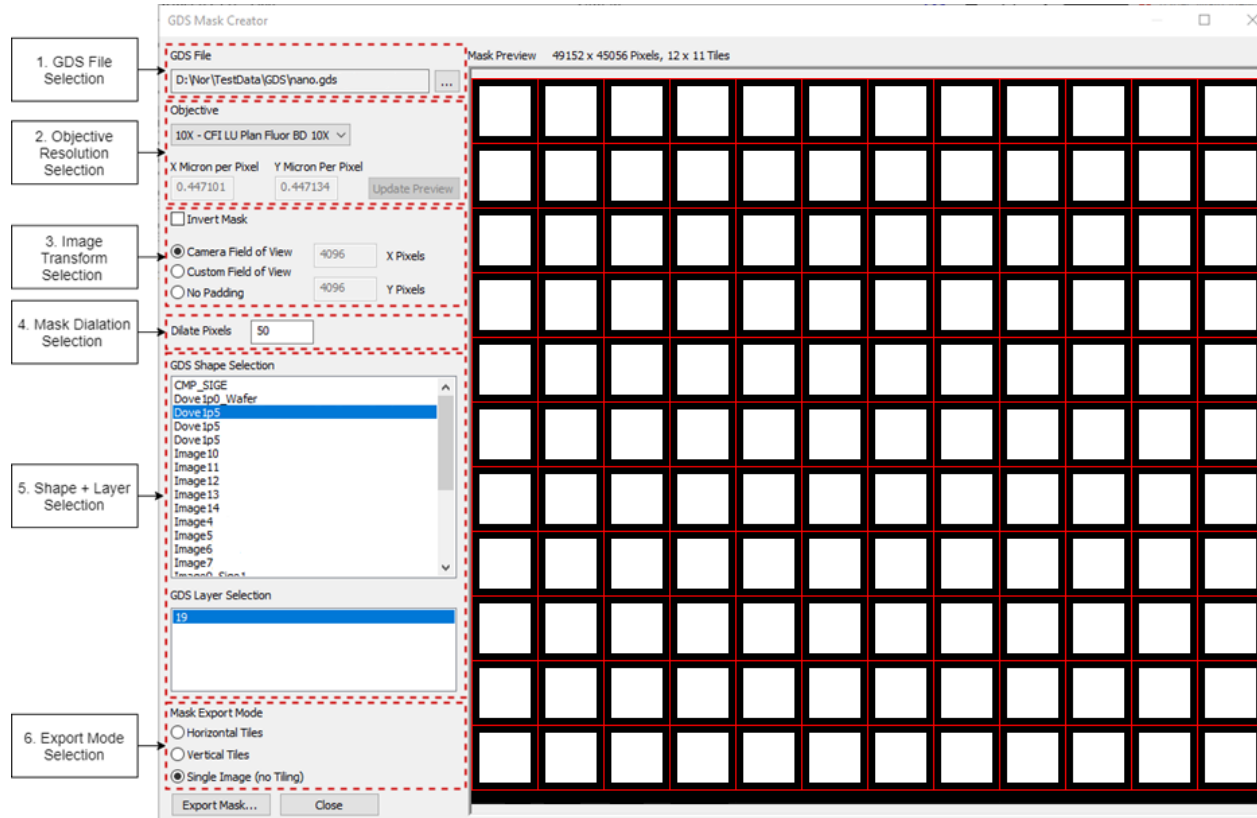 GDS Mask Creator
1. GDS File
Selection
GDS File
D:\Nor\TestData\GDS\nano.gds
...
Mask Preview 49152 x 45056 Pixels, 12 x 11 Tiles
2. Objective
Resolution
Selection
Objective
10X - CFI LU Plan Fluor BD 10X
X Micron per Pixel Y Micron Per Pixel
0.447101 0.447134 Update Preview
3. Image
Transform
Selection
Invert Mask
Camera Field of View 4096 X Pixels
Custom Field of View
No Padding 4096 Y Pixels
4. Mask Dialation
Selection
Dilate Pixels 50
5. Shape + Layer
Selection
GDS Shape Selection
CMP_SIGE
Dove1p0_Wafer
Dove1p5
Dove1p5
Dove1p5
Image10
Image11
Image12
Image13
Image14
Image4
Image5
Image6
Image7
Image0_Sige1
GDS Layer Selection
19
6. Export Mode
Selection
Mask Export Mode
Horizontal Tiles
Vertical Tiles
Single Image (no Tiling)
Export Mask... Close